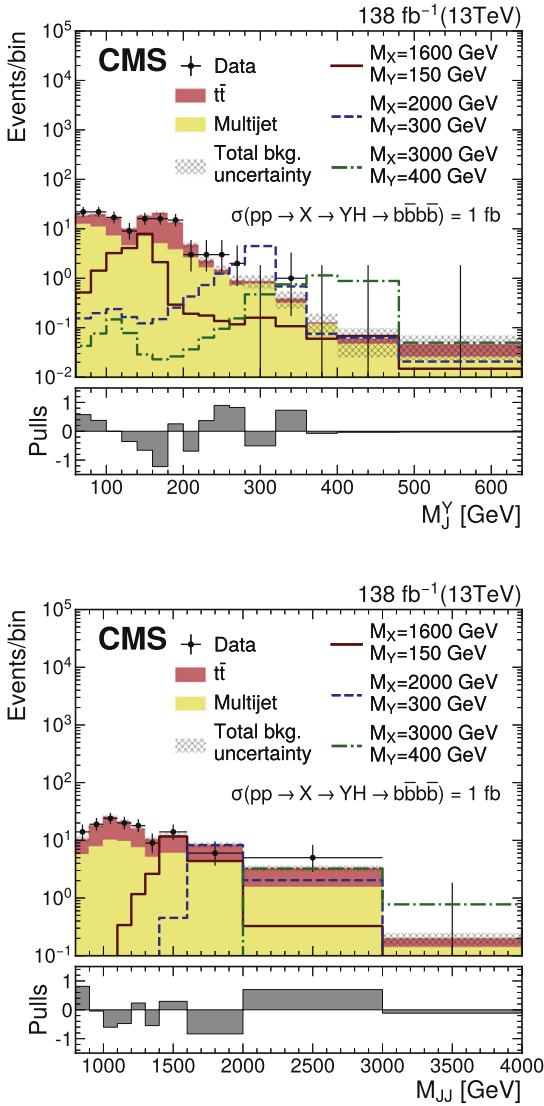 138 fb⁻¹ (13TeV)
CMS
Data
tt̄
Multijet
Total bkg.
uncertainty
M_X=1600 GeV
M_Y=150 GeV
M_X=2000 GeV
M_Y=300 GeV
M_X=3000 GeV
M_Y=400 GeV
σ(pp → X → YH → bb̄bb̄) = 1 fb
Events/bin
10⁵
10⁴
10³
10²
10¹
10⁰
10⁻¹
10⁻²
Pulls
1
0
-1
100 200 300 400 500 600
M_J^Y [GeV]
138 fb⁻¹ (13TeV)
CMS
Data
tt̄
Multijet
Total bkg.
uncertainty
M_X=1600 GeV
M_Y=150 GeV
M_X=2000 GeV
M_Y=300 GeV
M_X=3000 GeV
M_Y=400 GeV
σ(pp → X → YH → bb̄bb̄) = 1 fb
Events/bin
10⁵
10⁴
10³
10²
10¹
10⁰
10⁻¹
Pulls
1
0
-1
1000 1500 2000 2500 3000 3500 4000
M_JJ [GeV]